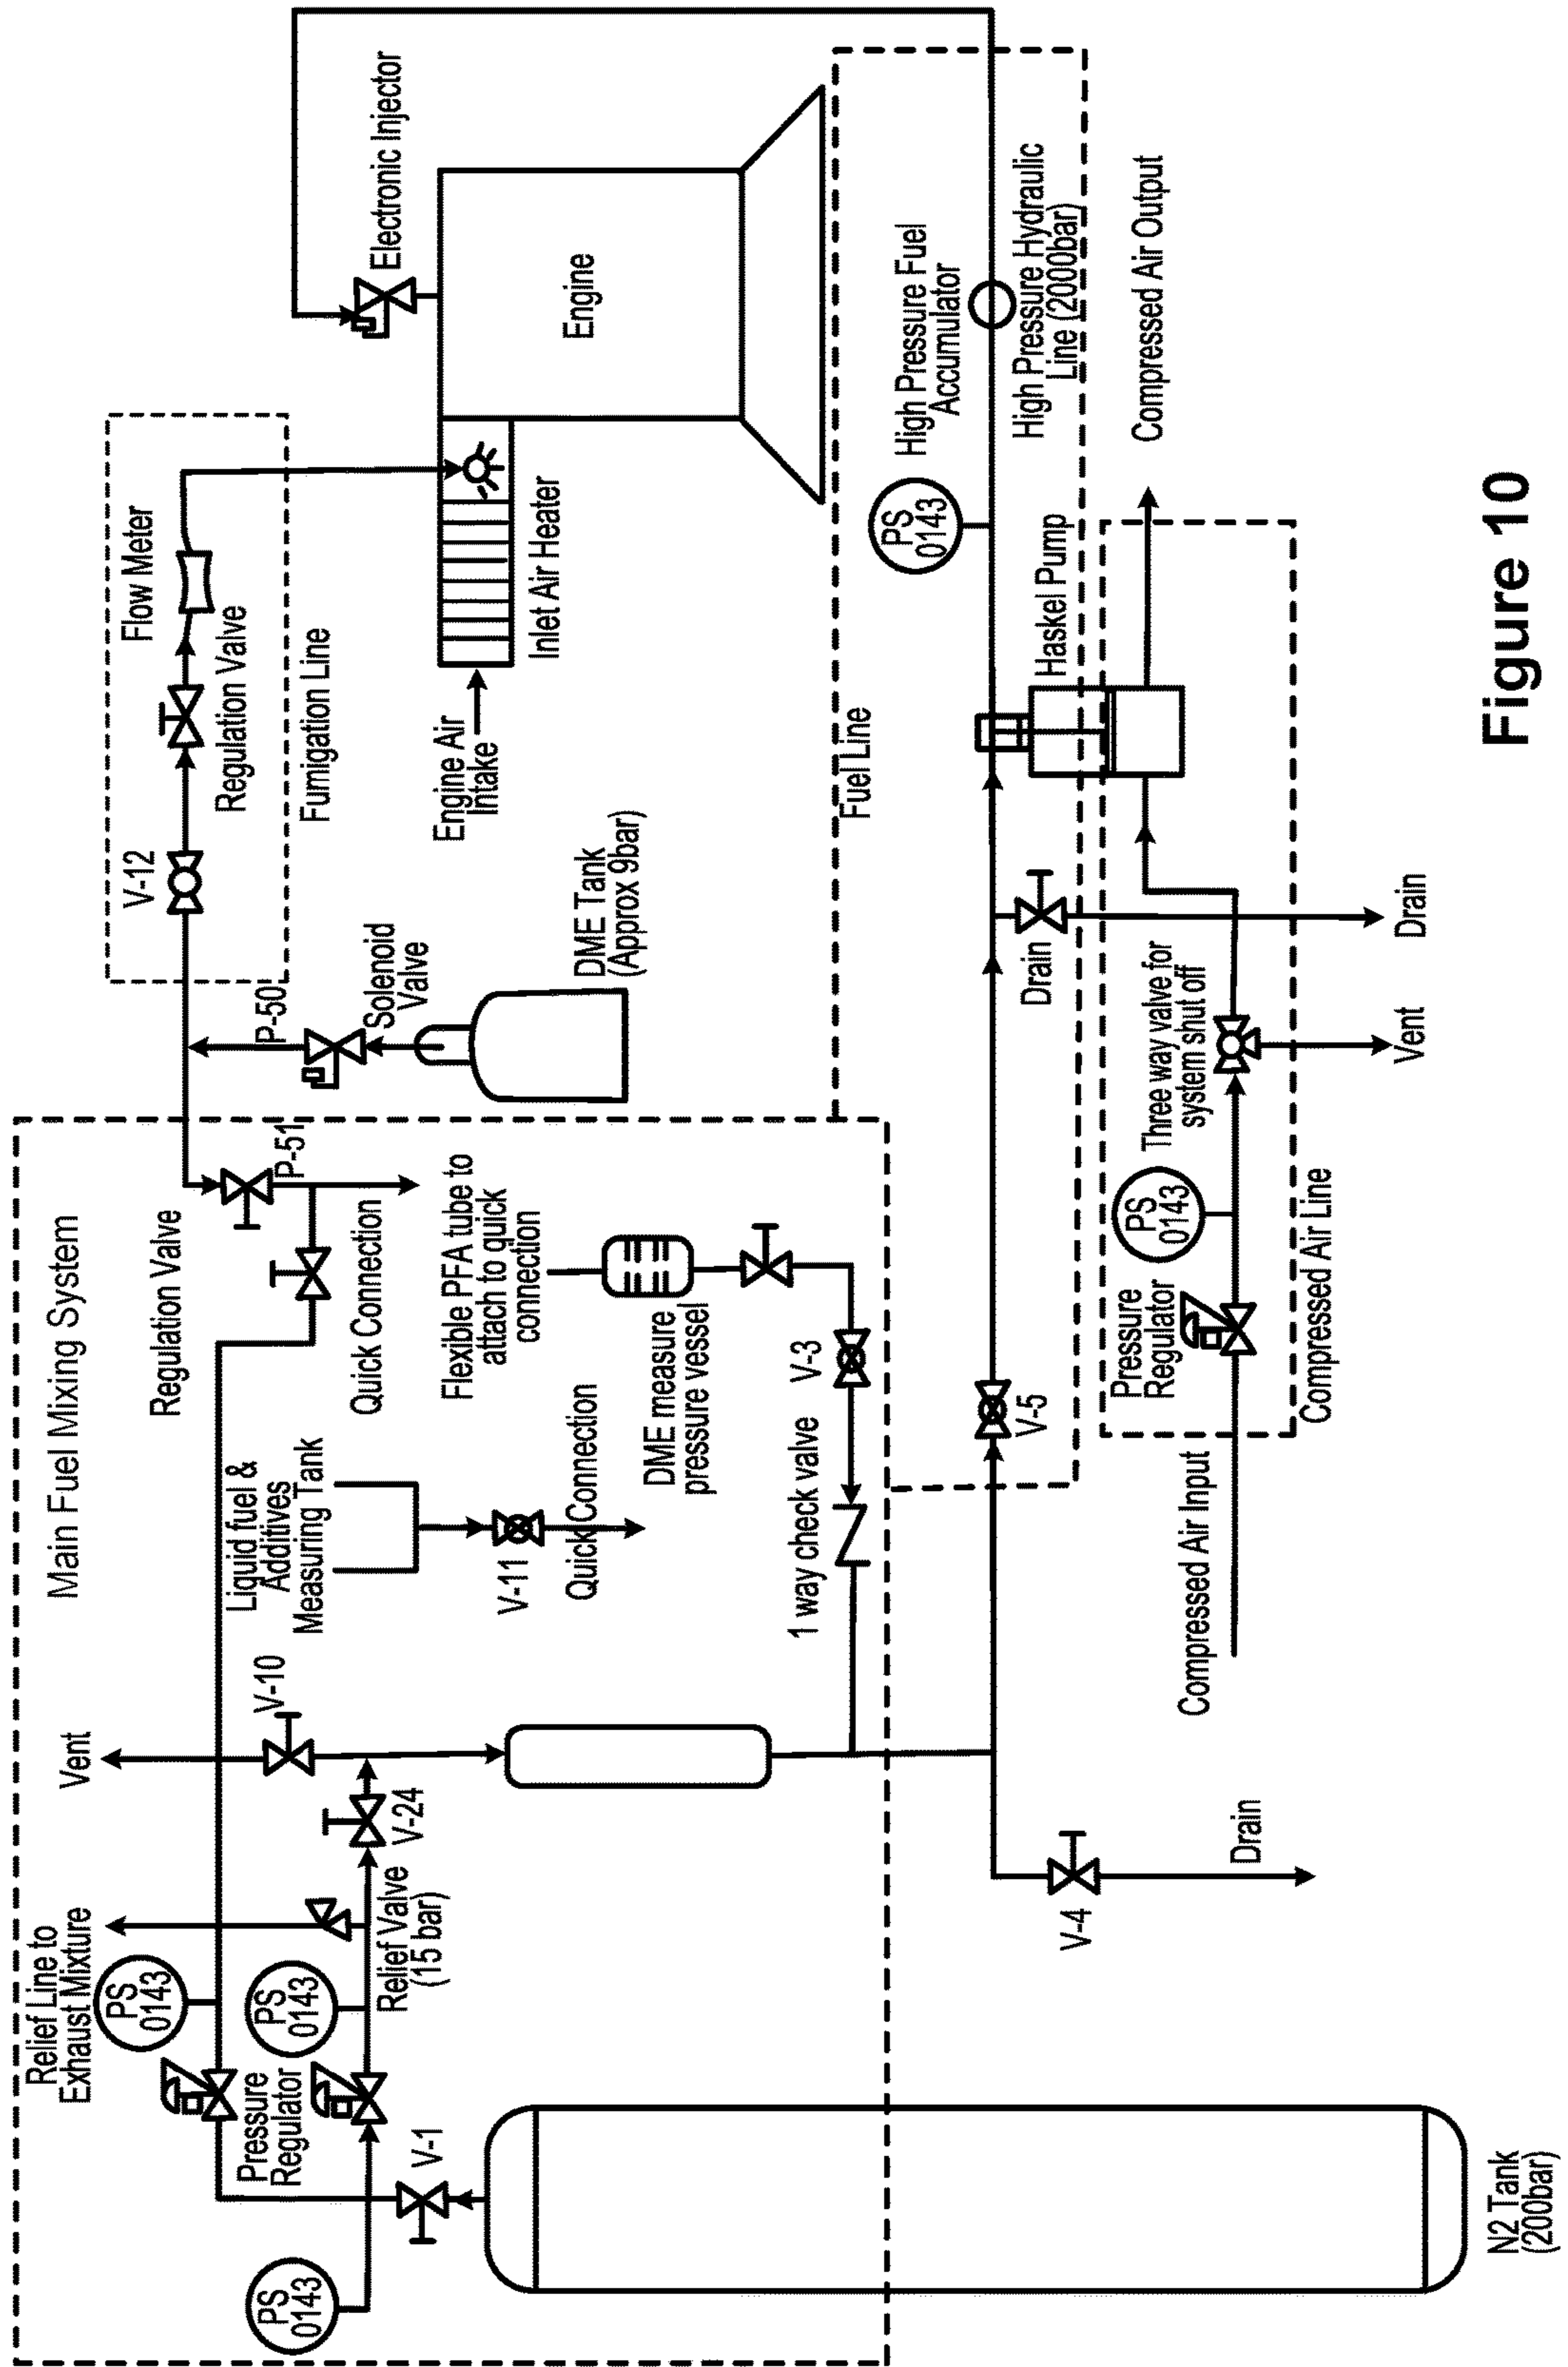 Main Fuel Mixing System
Relief Line to
Exhaust Mixture
PS
0143
Vent
V-10
Regulation Valve
P-51
Quick Connection
P-50
Solenoid
Valve
DME Tank
(Approx 9bar)
V-12
Regulation Valve
Flow Meter
Fumigation Line
Electronic Injector
Engine
Inlet Air Heater
Engine Air
Intake
PS
0143
Pressure
Regulator
PS
0143
Relief Valve
(15 bar)
V-24
V-1
N2 Tank
(200bar)
Liquid fuel &
Additives
Measuring Tank
V-11
Quick Connection
Flexible PFA tube to
attach to quick
connection
DME measure
pressure vessel
V-3
1 way check valve
V-4
Drain
Fuel Line
V-5
Drain
Drain
Haskel Pump
PS
0143
High Pressure Fuel
Accumulator
High Pressure Hydraulic
Line (2000bar)
Compressed Air Input
Pressure
Regulator
PS
0143
Three way valve for
system shut off
Vent
Compressed Air Line
Compressed Air Output
Figure 10